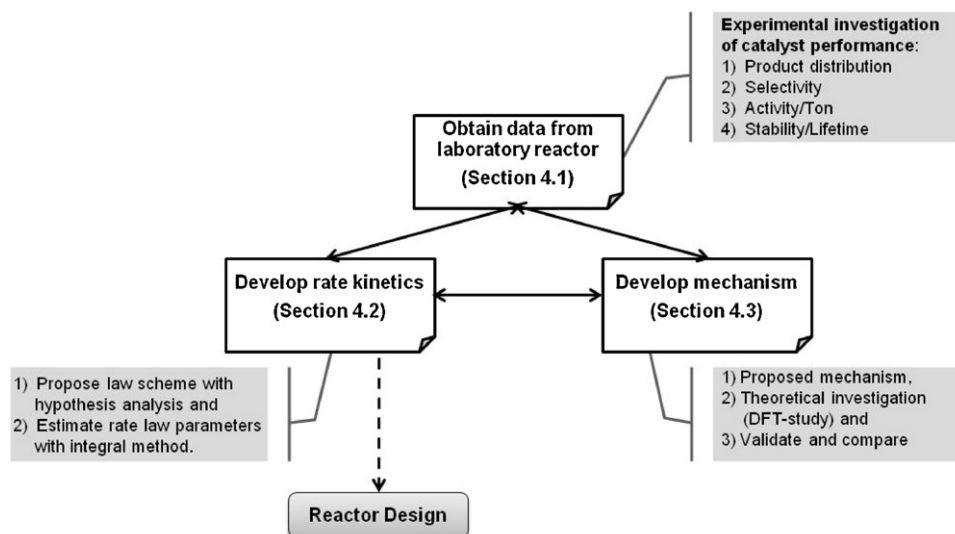 Experimental investigation
of catalyst performance:
1) Product distribution
2) Selectivity
3) Activity/Ton
4) Stability/Lifetime
Obtain data from
laboratory reactor
(Section 4.1)
Develop rate kinetics
(Section 4.2)
Develop mechanism
(Section 4.3)
1) Propose law scheme with
hypothesis analysis and
2) Estimate rate law parameters
with integral method.
1) Proposed mechanism,
2) Theoretical investigation
(DFT-study) and
3) Validate and compare
Reactor Design